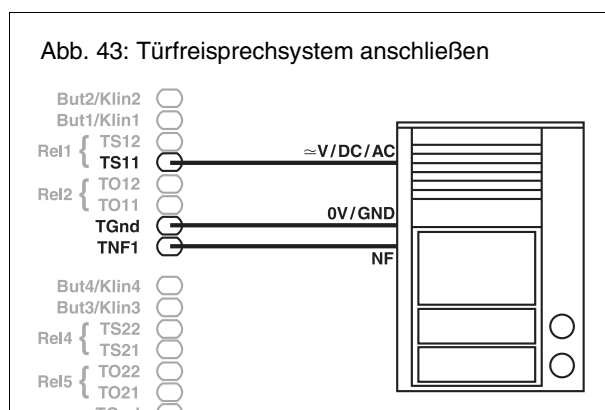 Abb. 43: Türfreisprechsystem anschließen
But2/Klin2
But1/Klin1
Rel1 { TS12
TS11
≃V/DC/AC
Rel2 { TO12
TO11
TGnd
0V/GND
TNF1
NF
But4/Klin4
But3/Klin3
Rel4 { TS22
TS21
Rel5 { TO22
TO21
TGnd